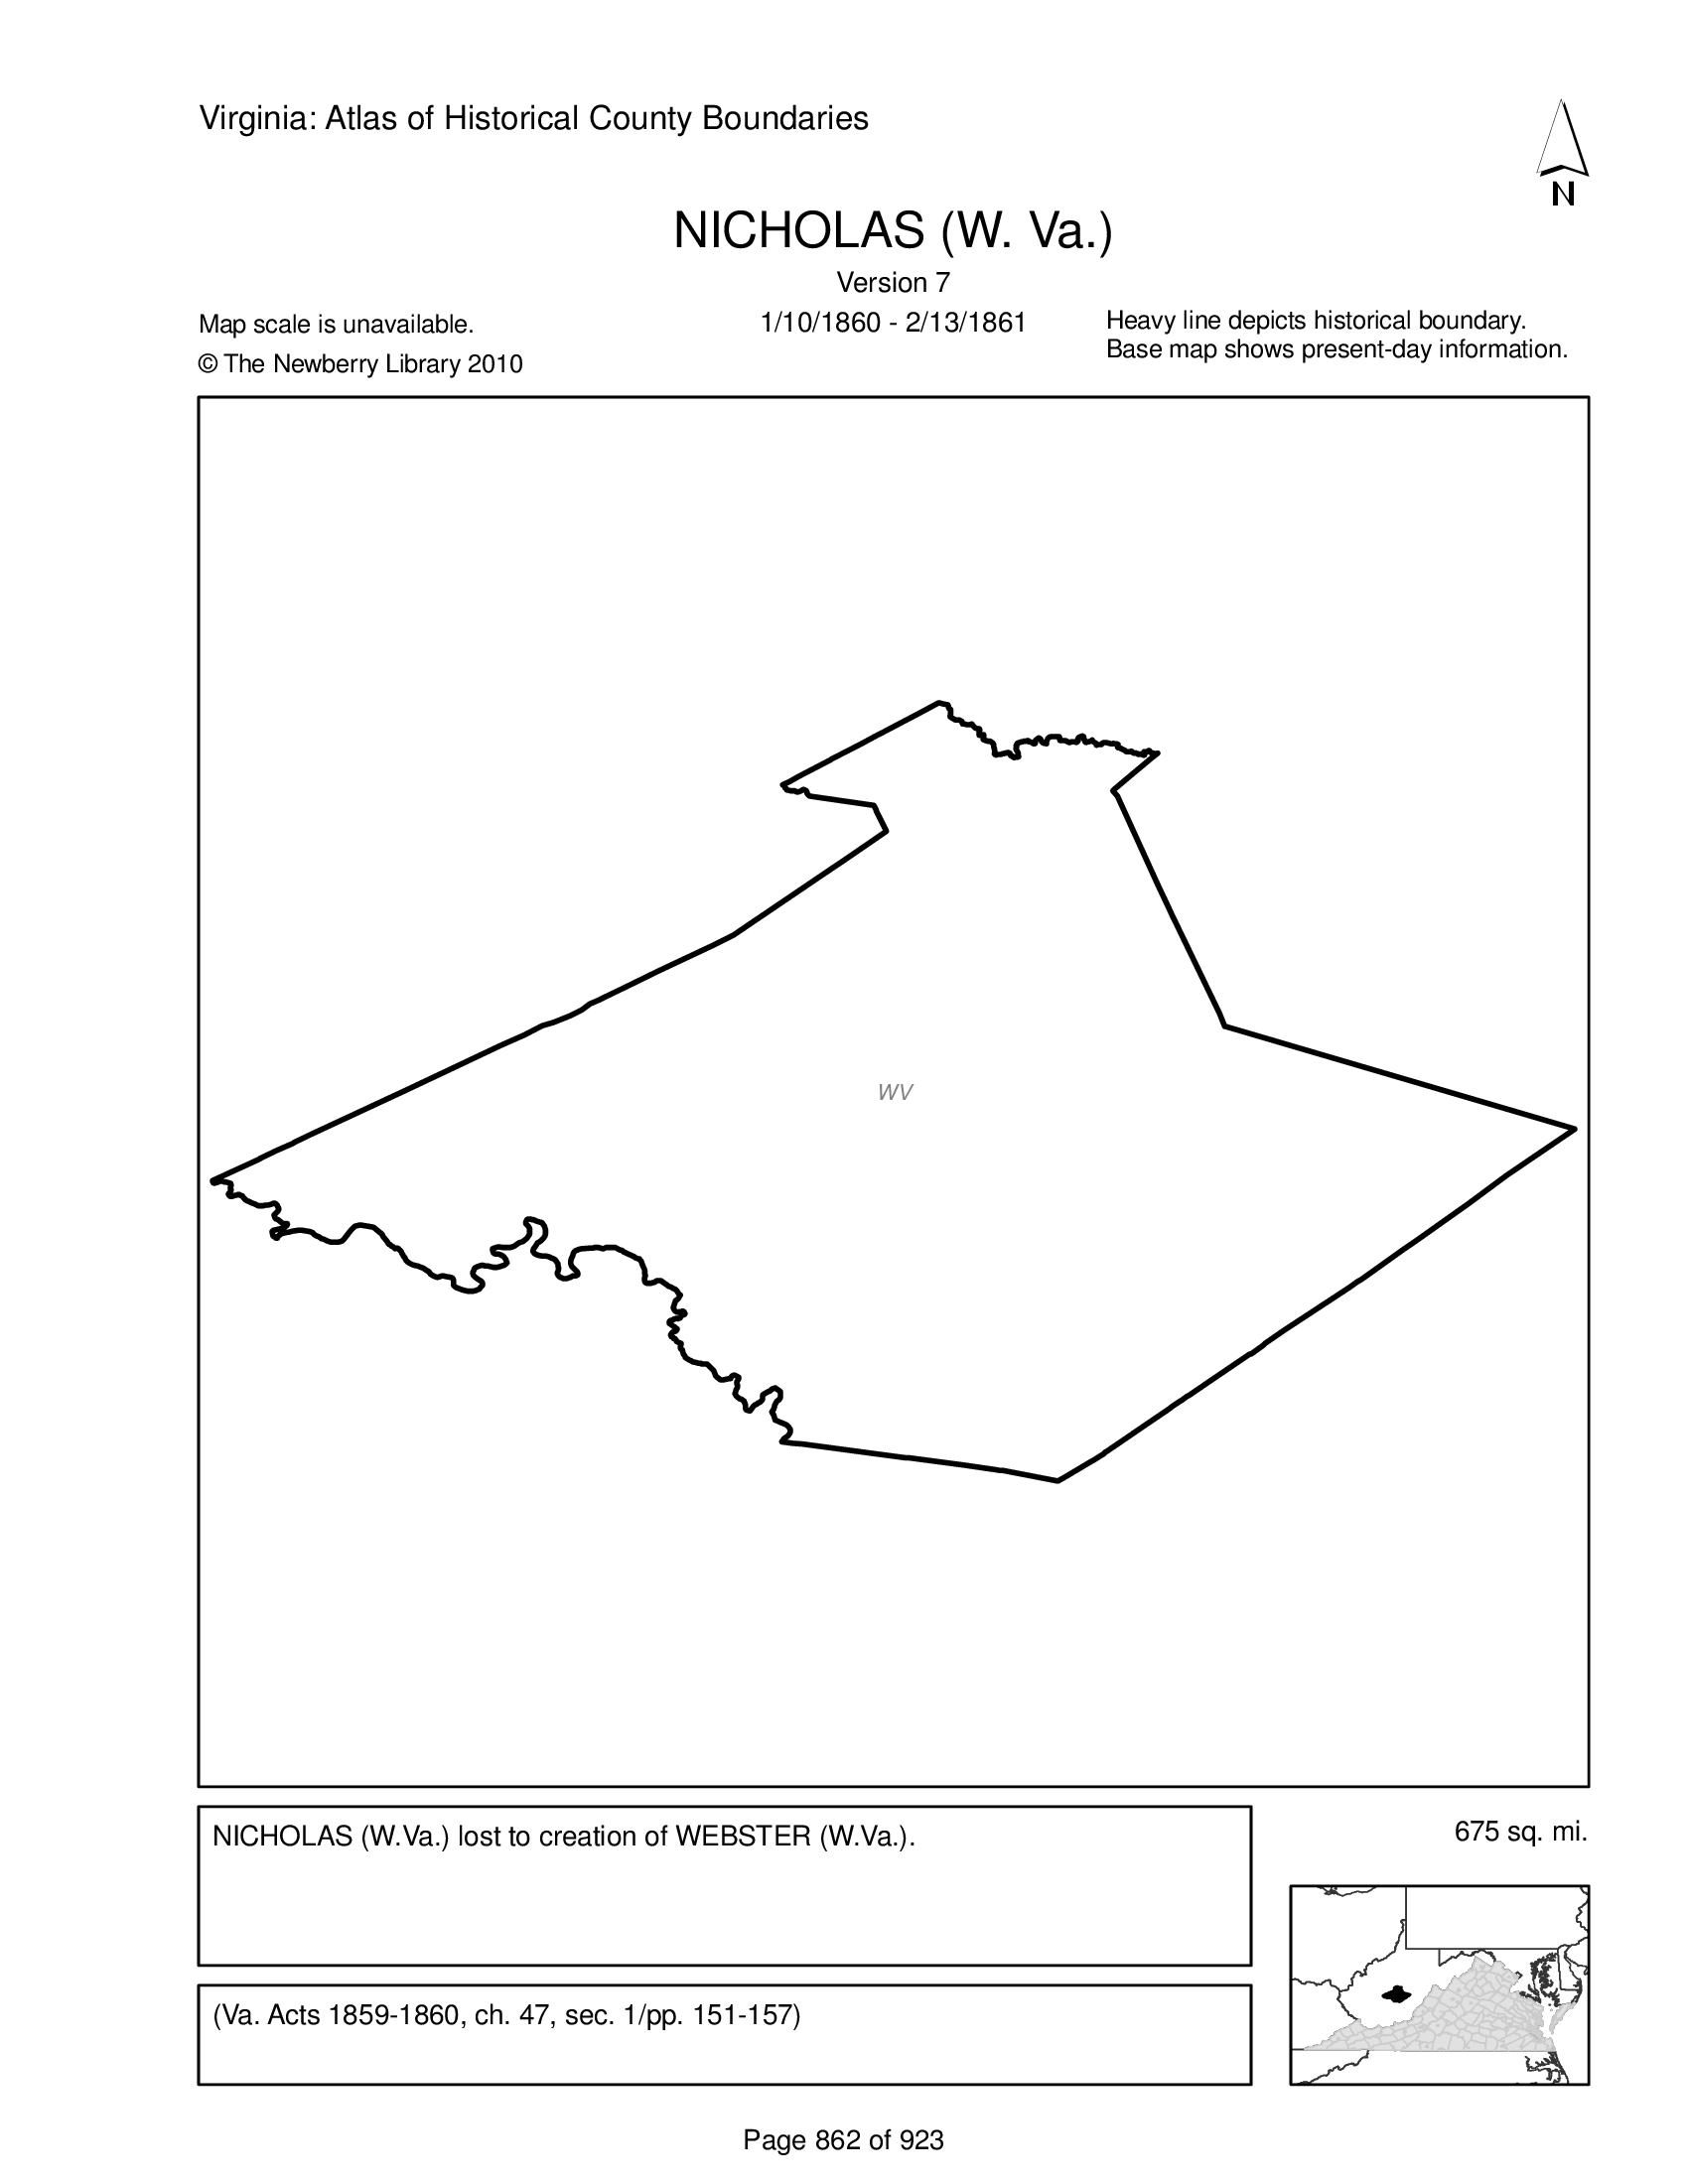 Virginia: Atlas of Historical County Boundaries
N
NICHOLAS (W. Va.)
Version 7
Map scale is unavailable.
1/10/1860 - 2/13/1861
Heavy line depicts historical boundary.
Base map shows present-day information.
© The Newberry Library 2010
WV
NICHOLAS (W.Va.) lost to creation of WEBSTER (W.Va.).
675 sq. mi.
(Va. Acts 1859-1860, ch. 47, sec. 1/pp. 151-157)
Page 862 of 923